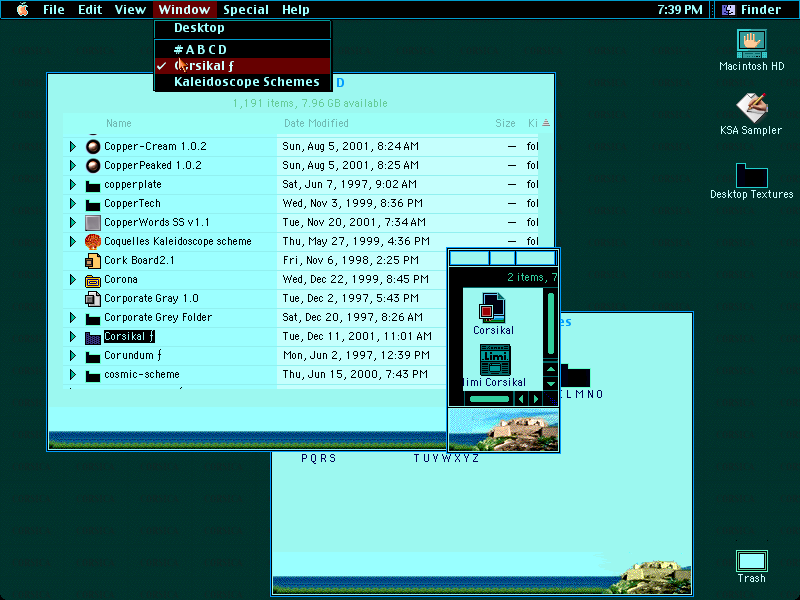 File Edit View Window Special Help 7:39 PM Finder
Desktop
# A B C D
✓ Corsikal ƒ
Kaleidoscope Schemes
D
1,191 items, 7.96 GB available
Name Date Modified Size Ki
Copper-Cream 1.0.2 Sun, Aug 5, 2001, 8:24 AM — fol
CopperPeaked 1.0.2 Sun, Aug 5, 2001, 8:25 AM — fol
copperplate Sat, Jun 7, 1997, 9:02 AM — fol
CopperTech Wed, Nov 3, 1999, 8:36 PM — fol
CopperWords SS v1.1 Tue, Nov 20, 2001, 7:34 AM — fol
Coquelles Kaleidoscope scheme Thu, May 27, 1999, 4:36 PM — fol
Cork Board2.1 Fri, Nov 6, 1998, 2:25 PM
Corona Wed, Dec 22, 1999, 8:45 PM
Corporate Gray 1.0 Tue, Dec 2, 1997, 5:43 PM
Corporate Grey Folder Sat, Dec 20, 1997, 8:26 AM
Corsikal ƒ Tue, Dec 11, 2001, 11:01 AM
Corundum ƒ Mon, Jun 2, 1997, 12:39 PM
cosmic-scheme Thu, Jun 15, 2000, 7:43 PM
2 items, 7
Corsikal
Limi
limi Corsikal
es
L M N O
P Q R S T U V W X Y Z
Macintosh HD
KSA Sampler
Desktop Textures
Trash